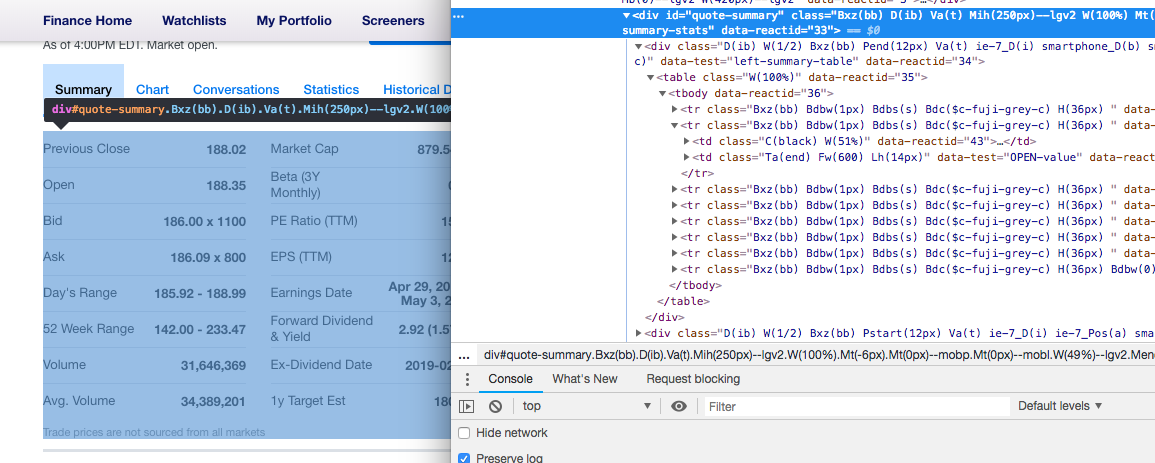 Finance Home Watchlists My Portfolio Screeners
As of 4:00PM EDT. Market open.
Summary Chart Conversations Statistics Historical D
div#quote-summary.Bxz(bb).D(ib).Va(t).Mih(250px)--lgv2.W(100%
Previous Close 188.02 Market Cap 879.5
Open 188.35 Beta (3Y
Monthly)
Bid 186.00 x 1100 PE Ratio (TTM) 15
Ask 186.09 x 800 EPS (TTM) 12
Day's Range 185.92 - 188.99 Earnings Date Apr 29, 20
May 3, 2
52 Week Range 142.00 - 233.47 Forward Dividend
& Yield 2.92 (1.5
Volume 31,646,369 Ex-Dividend Date 2019-02
Avg. Volume 34,389,201 1y Target Est 180
Trade prices are not sourced from all markets
▼<div id="quote-summary" class="Bxz(bb) D(ib) Va(t) Mih(250px)--lgv2 W(100%) Mt(
summary-stats" data-reactid="33"> == $0
▼<div class="D(ib) W(1/2) Bxz(bb) Pend(12px) Va(t) ie-7_D(i) smartphone_D(b) s
c)" data-test="left-summary-table" data-reactid="34">
▼<table class="W(100%)" data-reactid="35">
▼<tbody data-reactid="36">
▶<tr class="Bxz(bb) Bdbw(1px) Bdbs(s) Bdc($c-fuji-grey-c) H(36px) " data-
▼<tr class="Bxz(bb) Bdbw(1px) Bdbs(s) Bdc($c-fuji-grey-c) H(36px) " data-
▶<td class="C(black) W(51%)" data-reactid="43">…</td>
▶<td class="Ta(end) Fw(600) Lh(14px)" data-test="OPEN-value" data-react
</tr>
▶<tr class="Bxz(bb) Bdbw(1px) Bdbs(s) Bdc($c-fuji-grey-c) H(36px) " data-
▶<tr class="Bxz(bb) Bdbw(1px) Bdbs(s) Bdc($c-fuji-grey-c) H(36px) " data-
▶<tr class="Bxz(bb) Bdbw(1px) Bdbs(s) Bdc($c-fuji-grey-c) H(36px) " data-
▶<tr class="Bxz(bb) Bdbw(1px) Bdbs(s) Bdc($c-fuji-grey-c) H(36px) " data-
▶<tr class="Bxz(bb) Bdbw(1px) Bdbs(s) Bdc($c-fuji-grey-c) H(36px) " data-
▶<tr class="Bxz(bb) Bdbw(1px) Bdbs(s) Bdc($c-fuji-grey-c) H(36px) Bdbw(0)
</tbody>
</table>
</div>
▶<div class="D(ib) W(1/2) Bxz(bb) Pstart(12px) Va(t) ie-7_D(i) ie-7_Pos(a) sma
... div#quote-summary.Bxz(bb).D(ib).Va(t).Mih(250px)--lgv2.W(100%).Mt(-6px).Mt(0px)--mobp.Mt(0px)--mobl.W(49%)--lgv2.Men
Console What's New Request blocking
top Filter Default levels ▼
Hide network
Preserve log